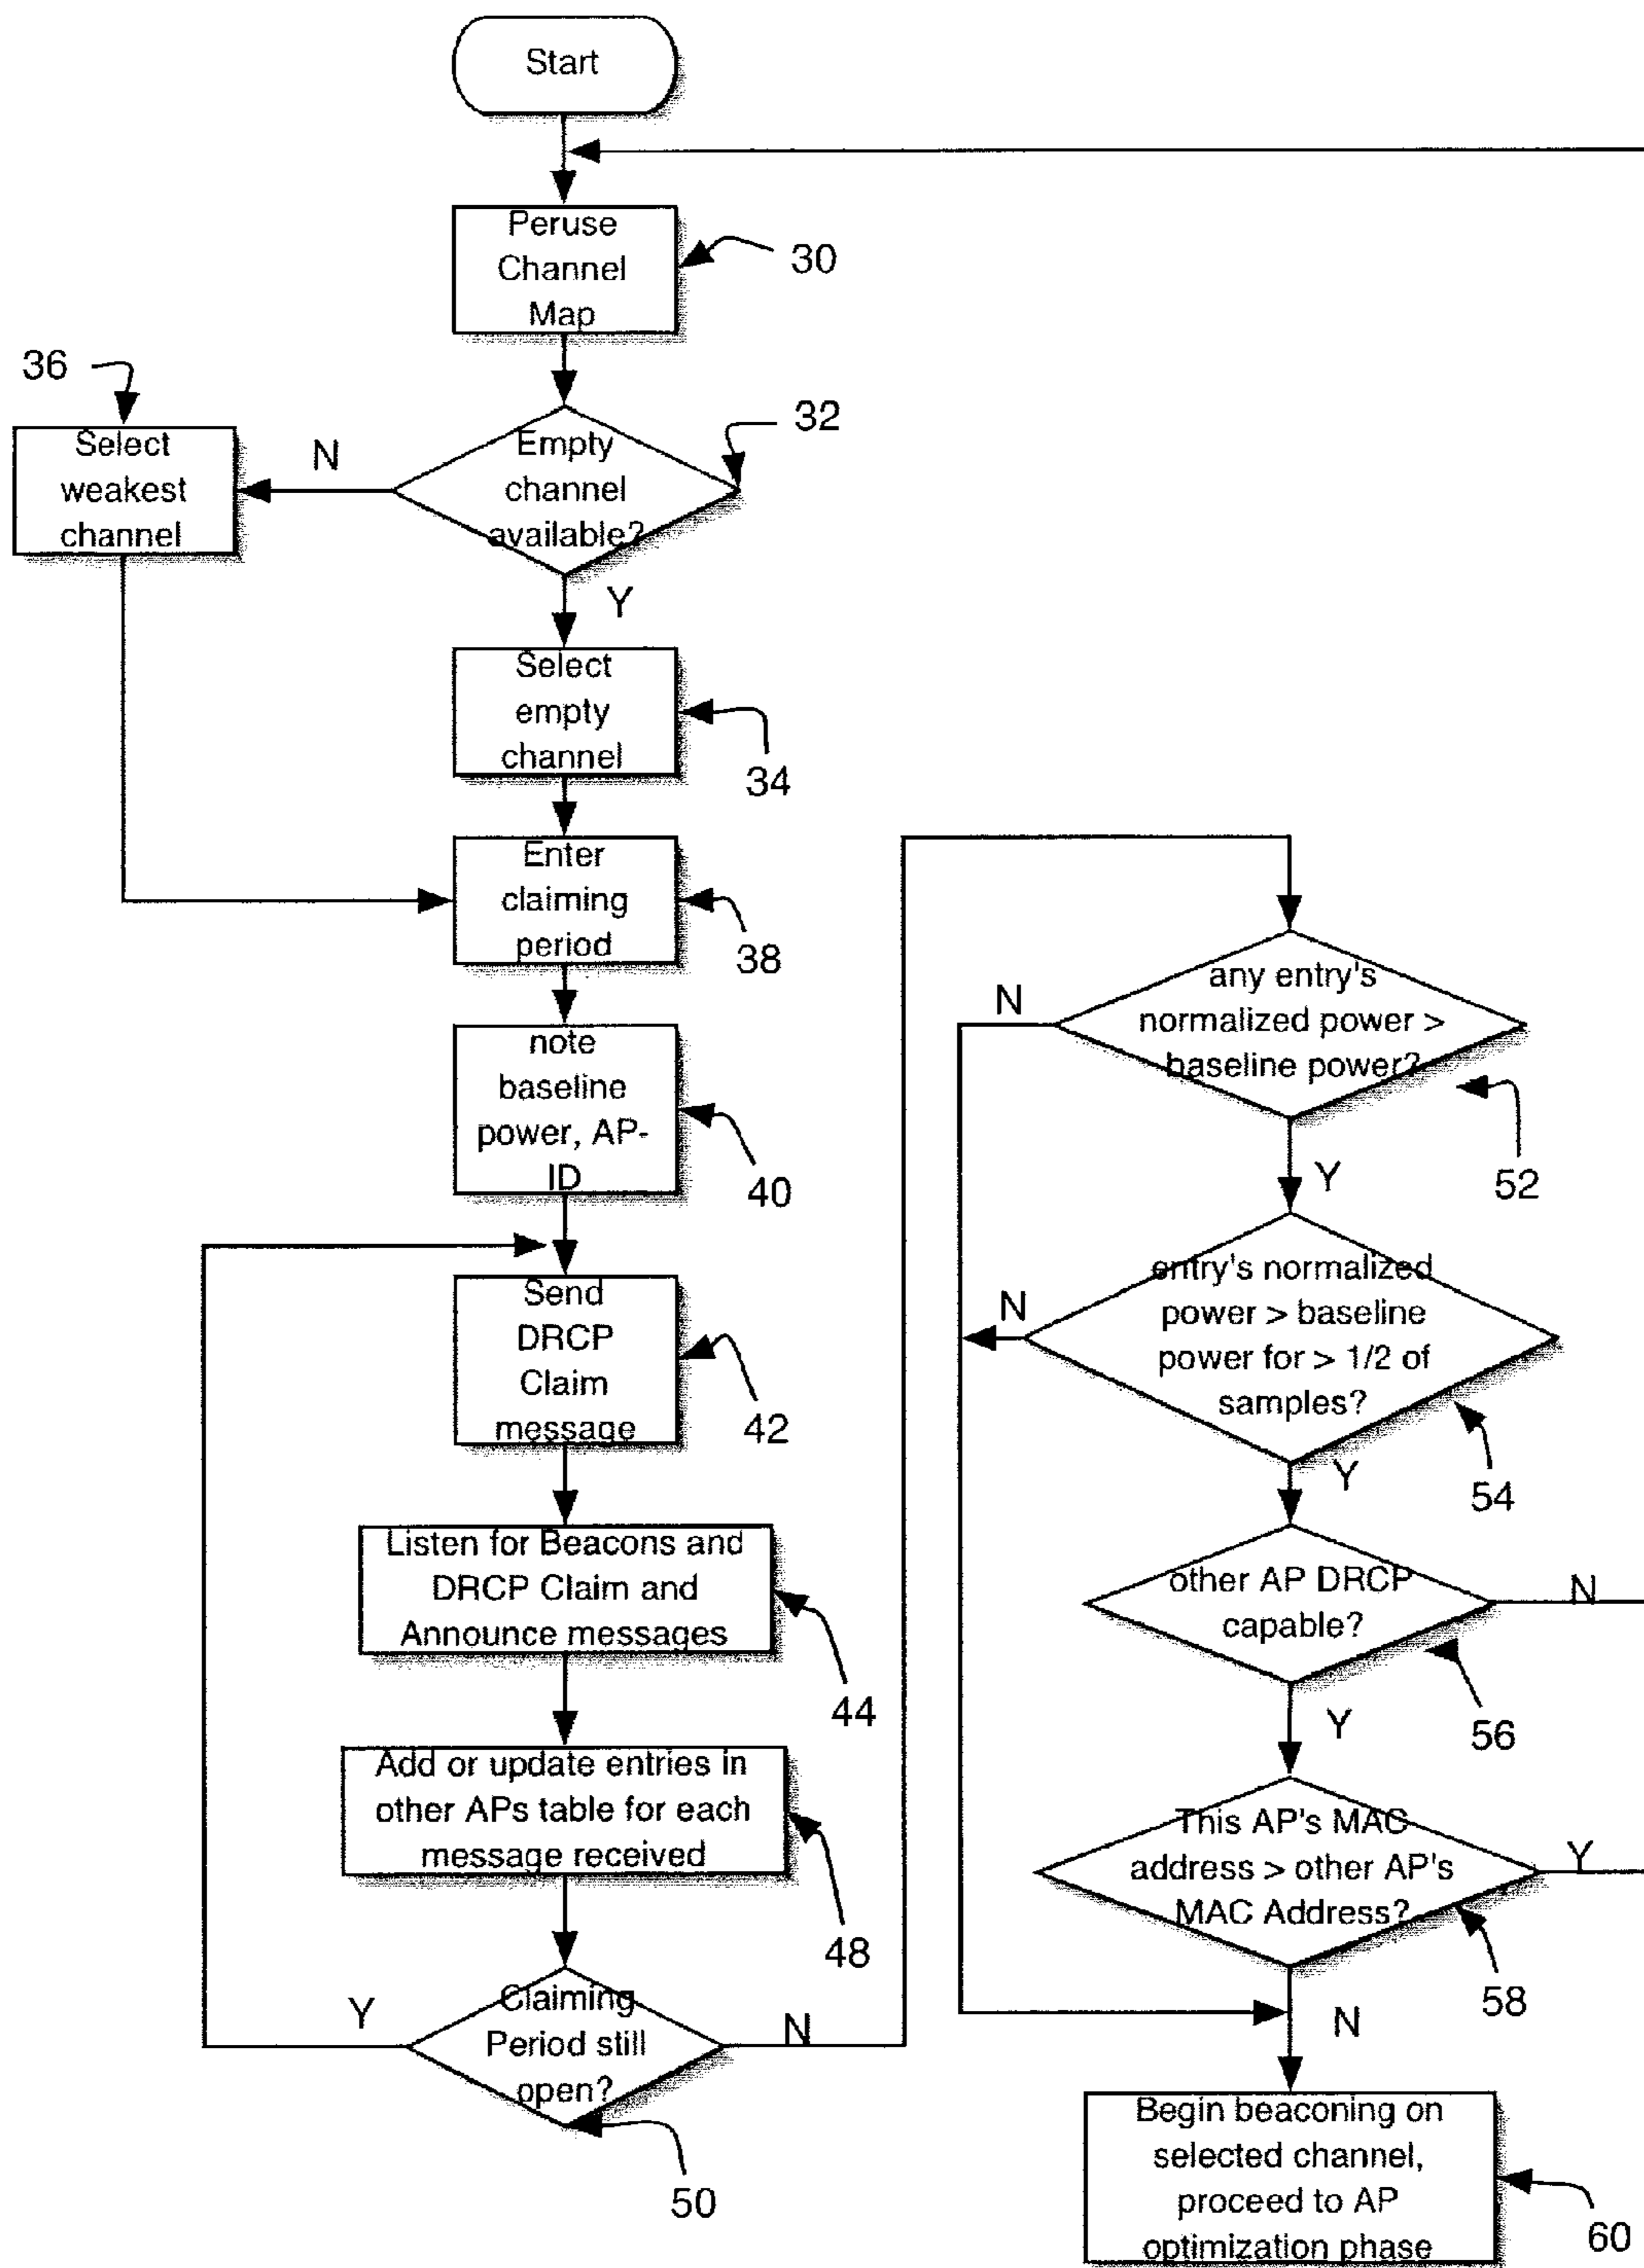 Start
Peruse
Channel
Map
30
36
Select
weakest
channel
N
Empty
channel
available?
32
Y
Select
empty
channel
34
Enter
claiming
period
38
note
baseline
power, AP-
ID
40
Send
DRCP
Claim
message
42
Listen for Beacons and
DRCP Claim and
Announce messages
44
Add or update entries in
other APs table for each
message received
48
Y
Claiming
Period still
open?
N
50
any entry's
normalized power >
baseline power?
N
52
Y
entry's normalized
power > baseline
power for > 1/2 of
samples?
N
54
Y
other AP DRCP
capable?
N
56
Y
This AP's MAC
address > other AP's
MAC Address?
Y
58
N
Begin beaconing on
selected channel,
proceed to AP
optimization phase
60